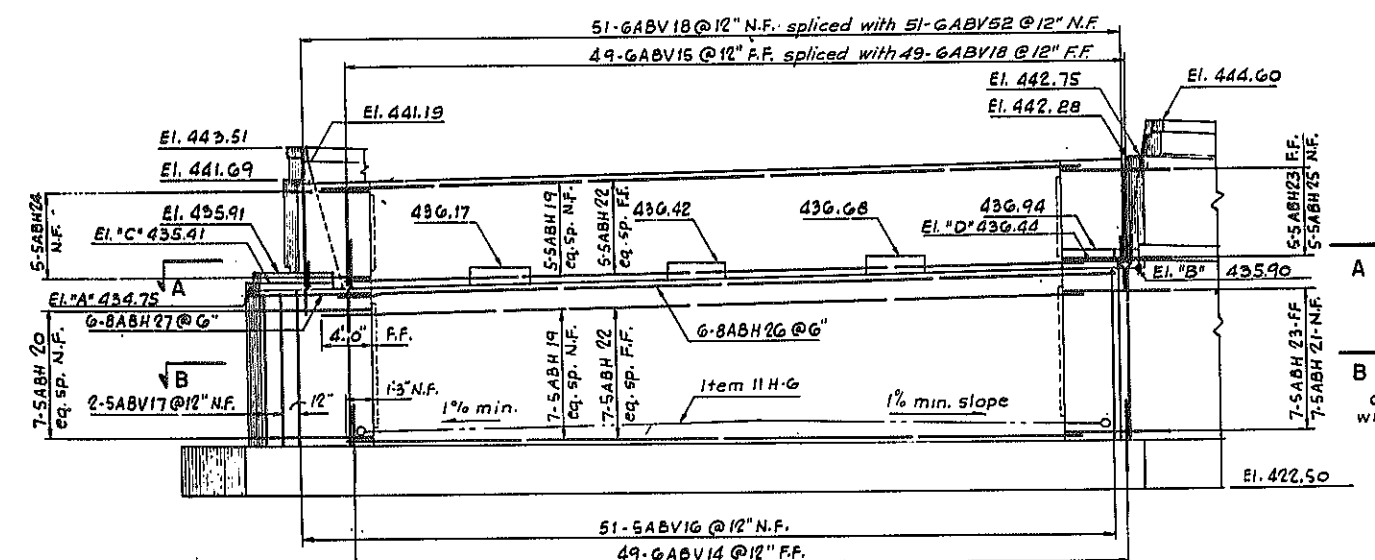 51-6ABV18 @ 12" N.F. spliced with 51-6ABV52 @ 12" N.F.
49-6ABV15 @ 12" F.F. spliced with 49-6ABV18 @ 12" F.F.
El. 442.75
El. 444.60
El. 442.28
El. 441.19
El. 443.51
El. 441.69
5-5ABH24
N.F.
El. 435.91
El. "C" 435.41
436.17
5-5ABH19
eq. sp. N.F.
5-5ABH22
eq. sp. F.F.
436.42
436.68
436.94
El. "D" 436.44
5-5ABH23 F.F.
5-5ABH25 N.F.
A
A
El. "B" 435.90
El. "A" 434.75
6-8ABH27 @ 6"
6-8ABH26 @ 6"
4'-0" F.F.
7-5ABH 20
eq. sp. N.F.
B
B
2-5ABV17 @ 12" N.F.
12"
1'-3" N.F.
1% min.
7-5ABH 19
eq. sp. N.F.
7-5ABH 22
eq. sp. F.F.
Item 11H-G
1% min. slope
7-5ABH 23-FF
7-5ABH 21-N.F.
El. 422.50
51-5ABV16 @ 12" N.F.
49-6ABV14 @ 12" F.F.